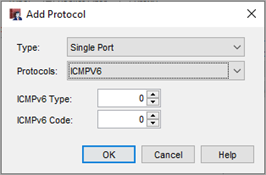 Add Protocol
Type: Single Port
Protocols: ICMPV6
ICMPv6 Type: 0
ICMPv6 Code: 0
OK Cancel Help